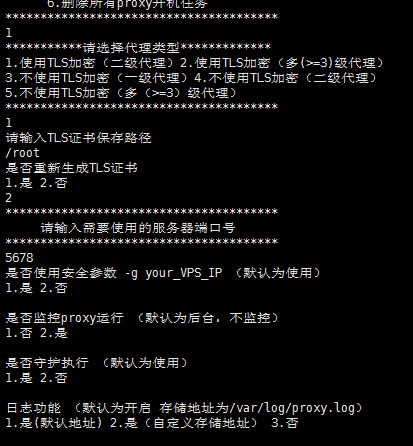 6.删除所有proxy开机任务
***************************************
1
***********请选择代理类型*************
1.使用TLS加密（二级代理）2.使用TLS加密（多(>=3)级代理）
3.不使用TLS加密（一级代理）4.不使用TLS加密（二级代理）
5.不使用TLS加密（多（>=3）级代理）
***************************************
1
请输入TLS证书保存路径
/root
是否重新生成TLS证书
1.是 2.否
2
***************************************
请输入需要使用的服务器端口号
***************************************
5678
是否使用安全参数 -g your_VPS_IP （默认为使用）
1.是 2.否
是否监控proxy运行 （默认为后台，不监控）
1.否 2.是
是否守护执行 （默认为使用）
1.是 2.否
日志功能 （默认为开启 存储地址为/var/log/proxy.log）
1.是(默认地址) 2.是（自定义存储地址） 3.否